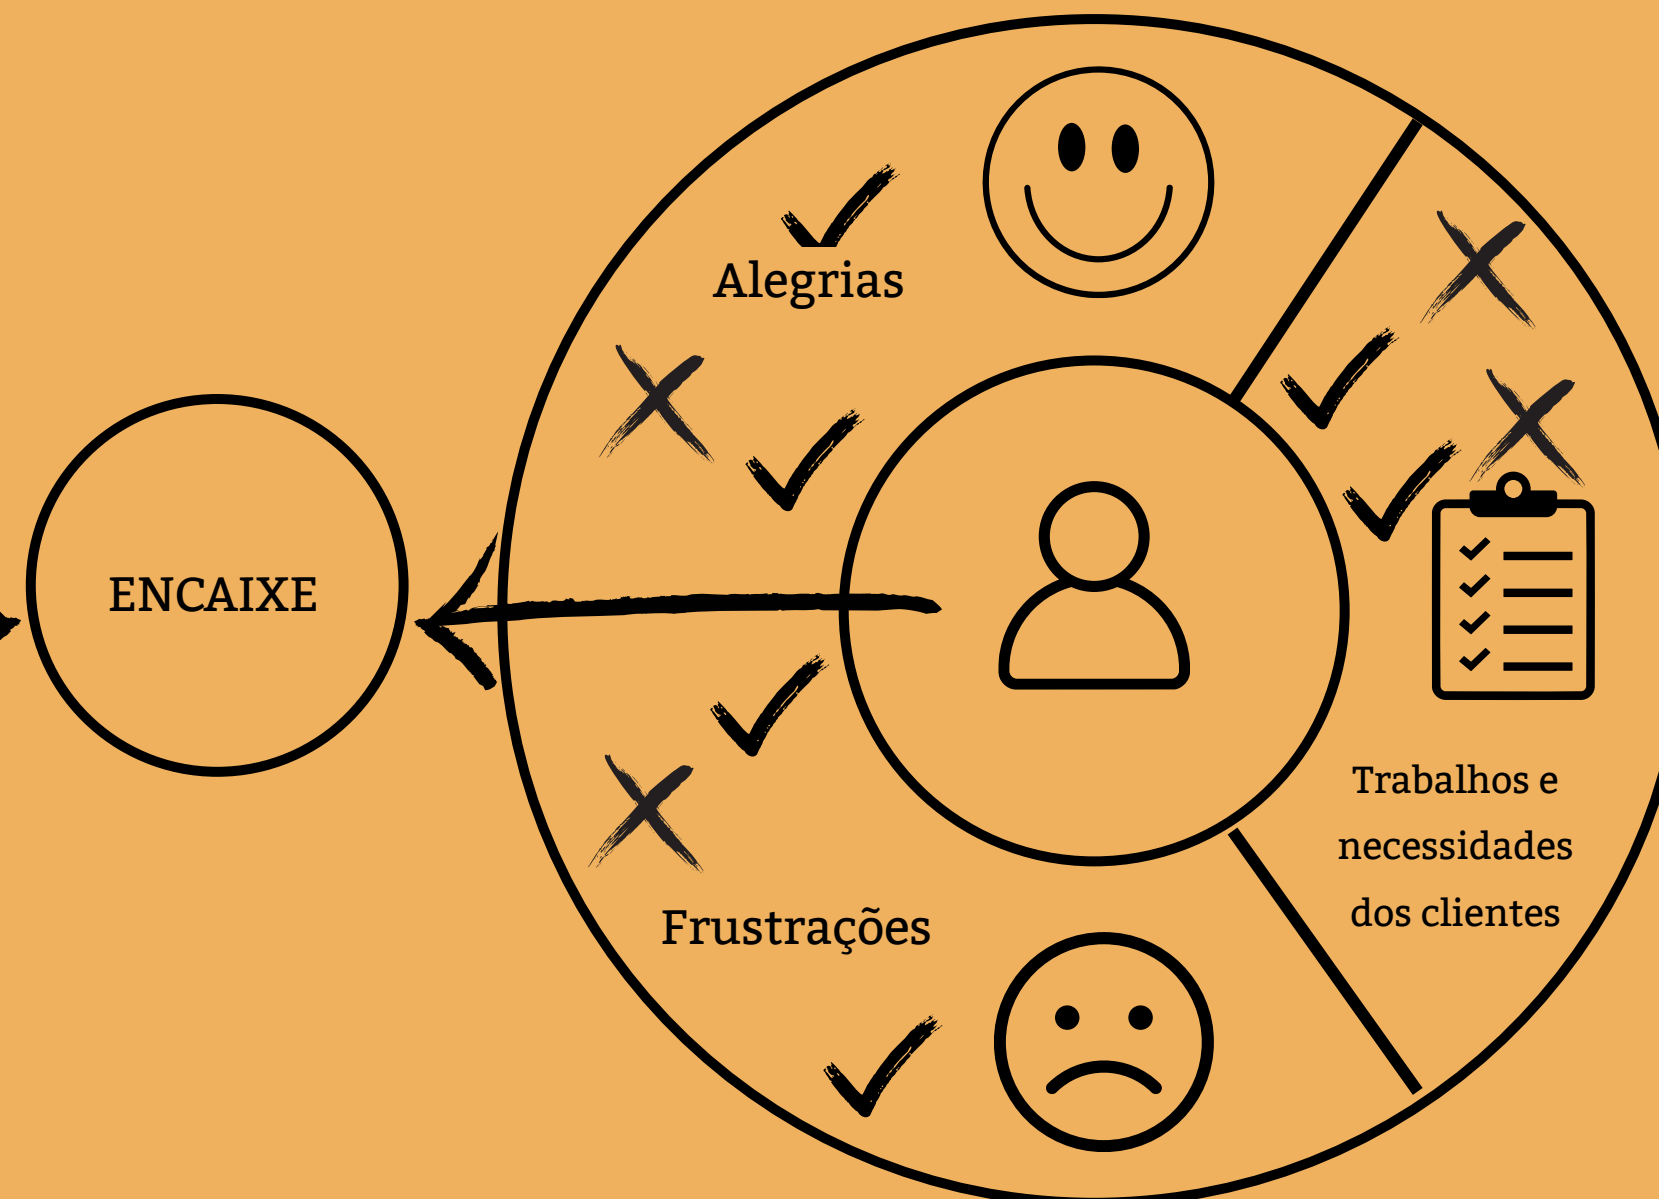 Alegrias
ENCAIXE
Trabalhos e
necessidades
dos clientes
Frustrações